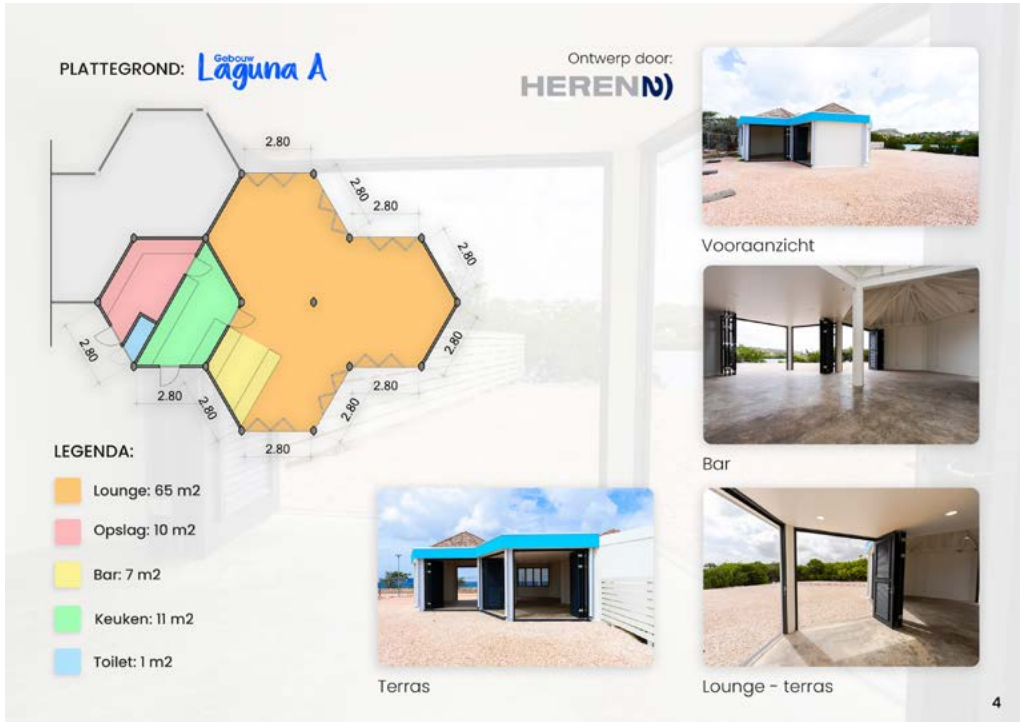 PLATTEGROND: Gebouw Laguna A
Ontwerp door:
HERENN)
2.80
2.80
2.80
2.80
2.80
2.80
2.80
2.80
2.80
2.80
2.80
Vooraanzicht
Bar
LEGENDA:
Lounge: 65 m2
Opslag: 10 m2
Bar: 7 m2
Keuken: 11 m2
Toilet: 1 m2
Terras
Lounge - terras
4